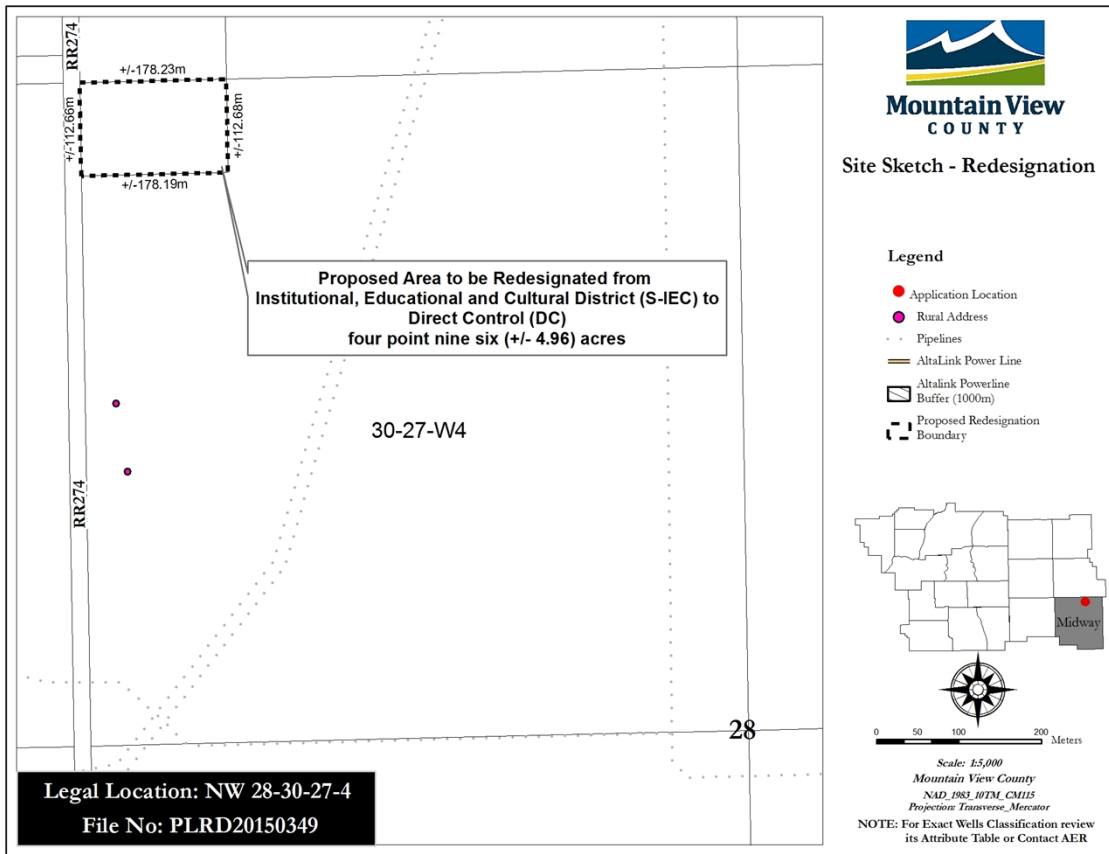 RR274
+/-178.23m
+/-112.66m
+/-112.68m
+/-178.19m
Proposed Area to be Redesignated from
Institutional, Educational and Cultural District (S-IEC) to
Direct Control (DC)
four point nine six (+/- 4.96) acres
30-27-W4
RR274
28
Legal Location: NW 28-30-27-4
File No: PLRD20150349
Mountain View
COUNTY
Site Sketch - Redesignation
Legend
Application Location
Rural Address
Pipelines
AltaLink Power Line
Altalink Powerline
Buffer (1000m)
Proposed Redesignation
Boundary
Midway
0 50 100 200
Meters
Scale: 1:5,000
Mountain View County
NAD_1983_10TM_CM115
Projection: Transverse_Mercator
NOTE: For Exact Wells Classification review
its Attribute Table or Contact AER